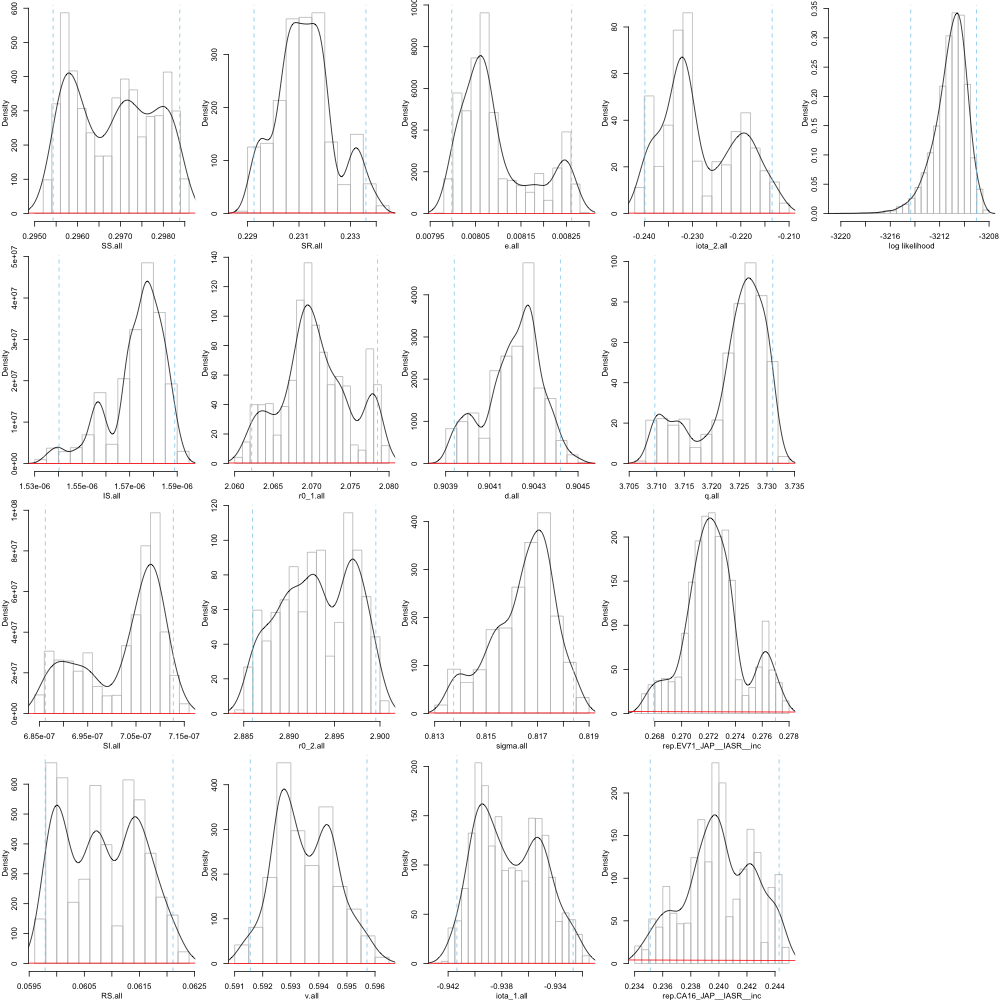 Density
0 100 200 300 400 500 600
0.2950 0.2960 0.2970 0.2980
SS.all
Density
0 100 200 300
0.229 0.231 0.233
SR.all
Density
0 2000 4000 6000 8000 10000
0.00795 0.00805 0.00815 0.00825
e.all
Density
0 20 40 60 80
-0.240 -0.230 -0.220 -0.210
iota_2.all
Density
0.00 0.05 0.10 0.15 0.20 0.25 0.30 0.35
-3220 -3216 -3212 -3208
log likelihood
Density
0e+00 1e+07 2e+07 3e+07 4e+07 5e+07
1.53e-06 1.55e-06 1.57e-06 1.59e-06
IS.all
Density
0 20 40 60 80 100 120 140
2.060 2.065 2.070 2.075 2.080
r0_1.all
Density
0 1000 2000 3000 4000
0.9039 0.9041 0.9043 0.9045
d.all
Density
0 20 40 60 80 100
3.705 3.710 3.715 3.720 3.725 3.730 3.735
q.all
Density
0e+00 2e+07 4e+07 6e+07 8e+07 1e+08
6.85e-07 6.95e-07 7.05e-07 7.15e-07
SI.all
Density
0 20 40 60 80 100 120
2.885 2.890 2.895 2.900
r0_2.all
Density
0 100 200 300 400
0.813 0.815 0.817 0.819
sigma.all
Density
0 50 100 150 200
0.268 0.270 0.272 0.274 0.276 0.278
rep.EV71_JAP__IASR__inc
Density
0 100 200 300 400 500 600
0.0595 0.0605 0.0615 0.0625
RS.all
Density
0 100 200 300 400
0.591 0.592 0.593 0.594 0.595 0.596
v.all
Density
0 50 100 150 200
-0.942 -0.938 -0.934
iota_1.all
Density
0 50 100 150 200
0.234 0.236 0.238 0.240 0.242 0.244
rep.CA16_JAP__IASR__inc